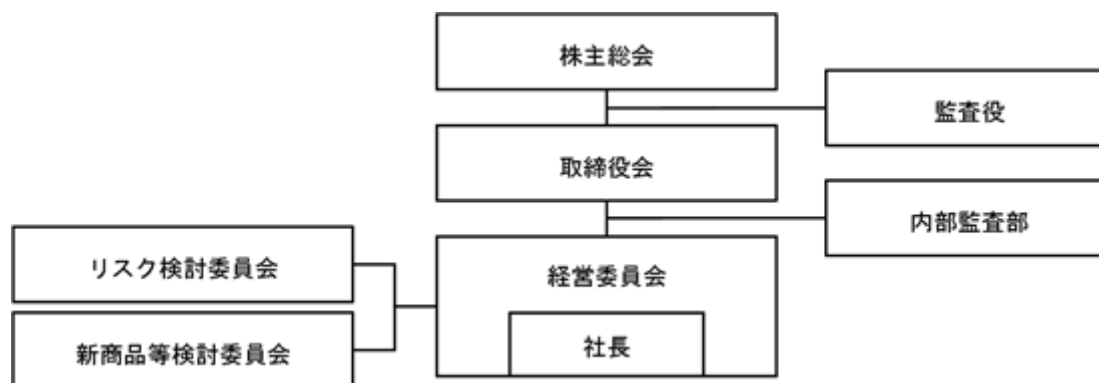 株主総会
監査役
取締役会
内部監査部
リスク検討委員会
経営委員会
新商品等検討委員会
社長